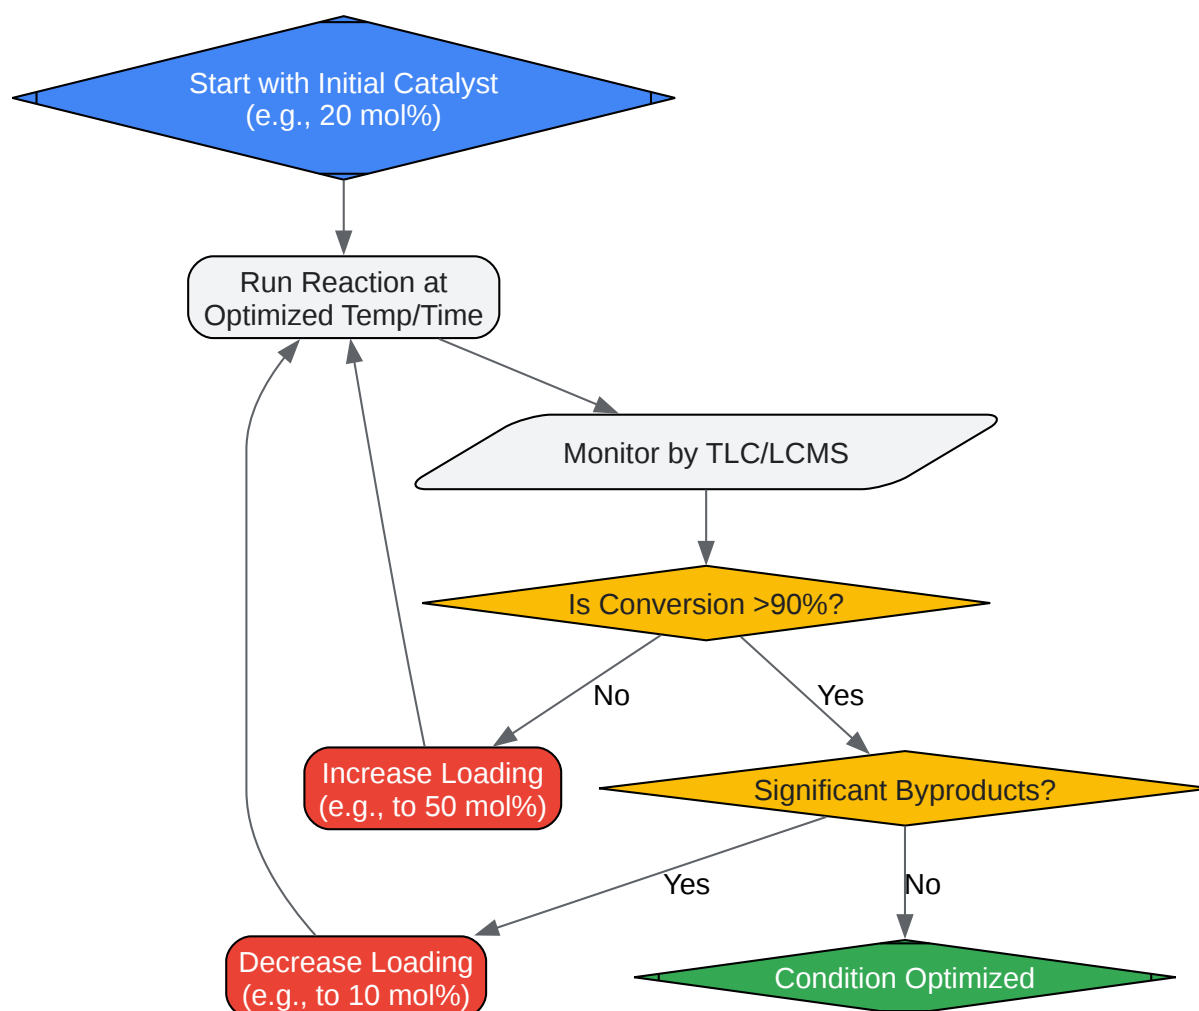 Start with Initial Catalyst
(e.g., 20 mol%)
Run Reaction at
Optimized Temp/Time
Monitor by TLC/LCMS
Is Conversion >90%?
No
Yes
Increase Loading
(e.g., to 50 mol%)
Significant Byproducts?
Yes
No
Decrease Loading
(e.g., to 10 mol%)
Condition Optimized